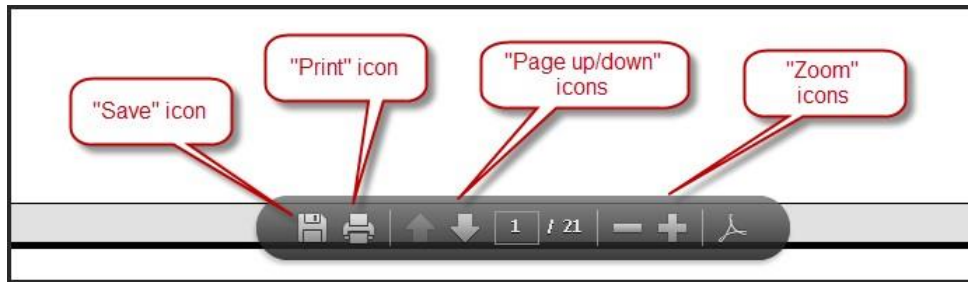 "Save" icon
"Print" icon
"Page up/down"
icons
"Zoom"
icons
1 / 21